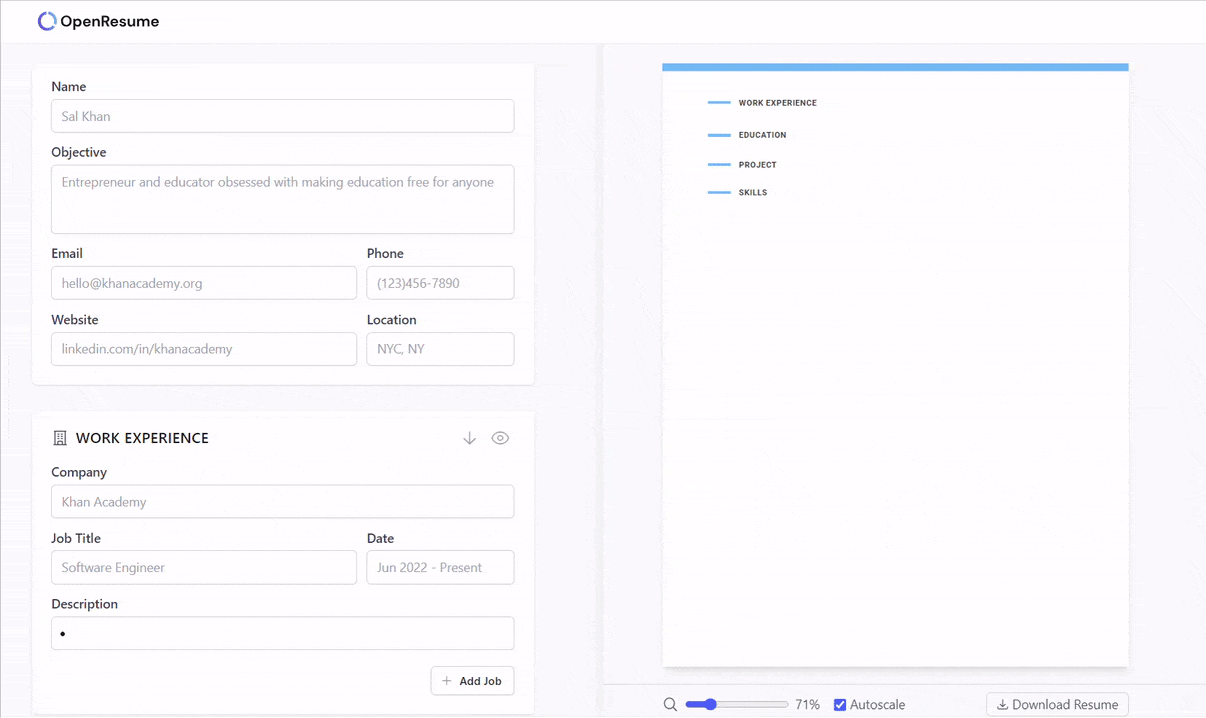 OpenResume
Name
Sal Khan
Objective
Entrepreneur and educator obsessed with making education free for anyone
Email Phone
hello@khanacademy.org (123)456-7890
Website Location
linkedin.com/in/khanacademy NYC, NY
WORK EXPERIENCE
Company
Khan Academy
Job Title Date
Software Engineer Jun 2022 - Present
Description
•
+ Add Job
WORK EXPERIENCE
EDUCATION
PROJECT
SKILLS
71% Autoscale Download Resume